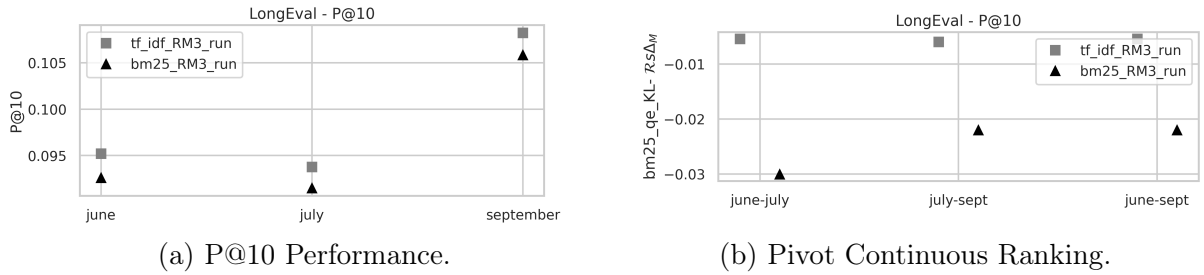 LongEval - P@10
tf_idf_RM3_run
bm25_RM3_run
P@10
0.105
0.100
0.095
june
july
september
(a) P@10 Performance.
LongEval - P@10
tf_idf_RM3_run
bm25_RM3_run
bm25_qe_KL- ℛsΔ_M
−0.01
−0.02
−0.03
june-july
july-sept
june-sept
(b) Pivot Continuous Ranking.